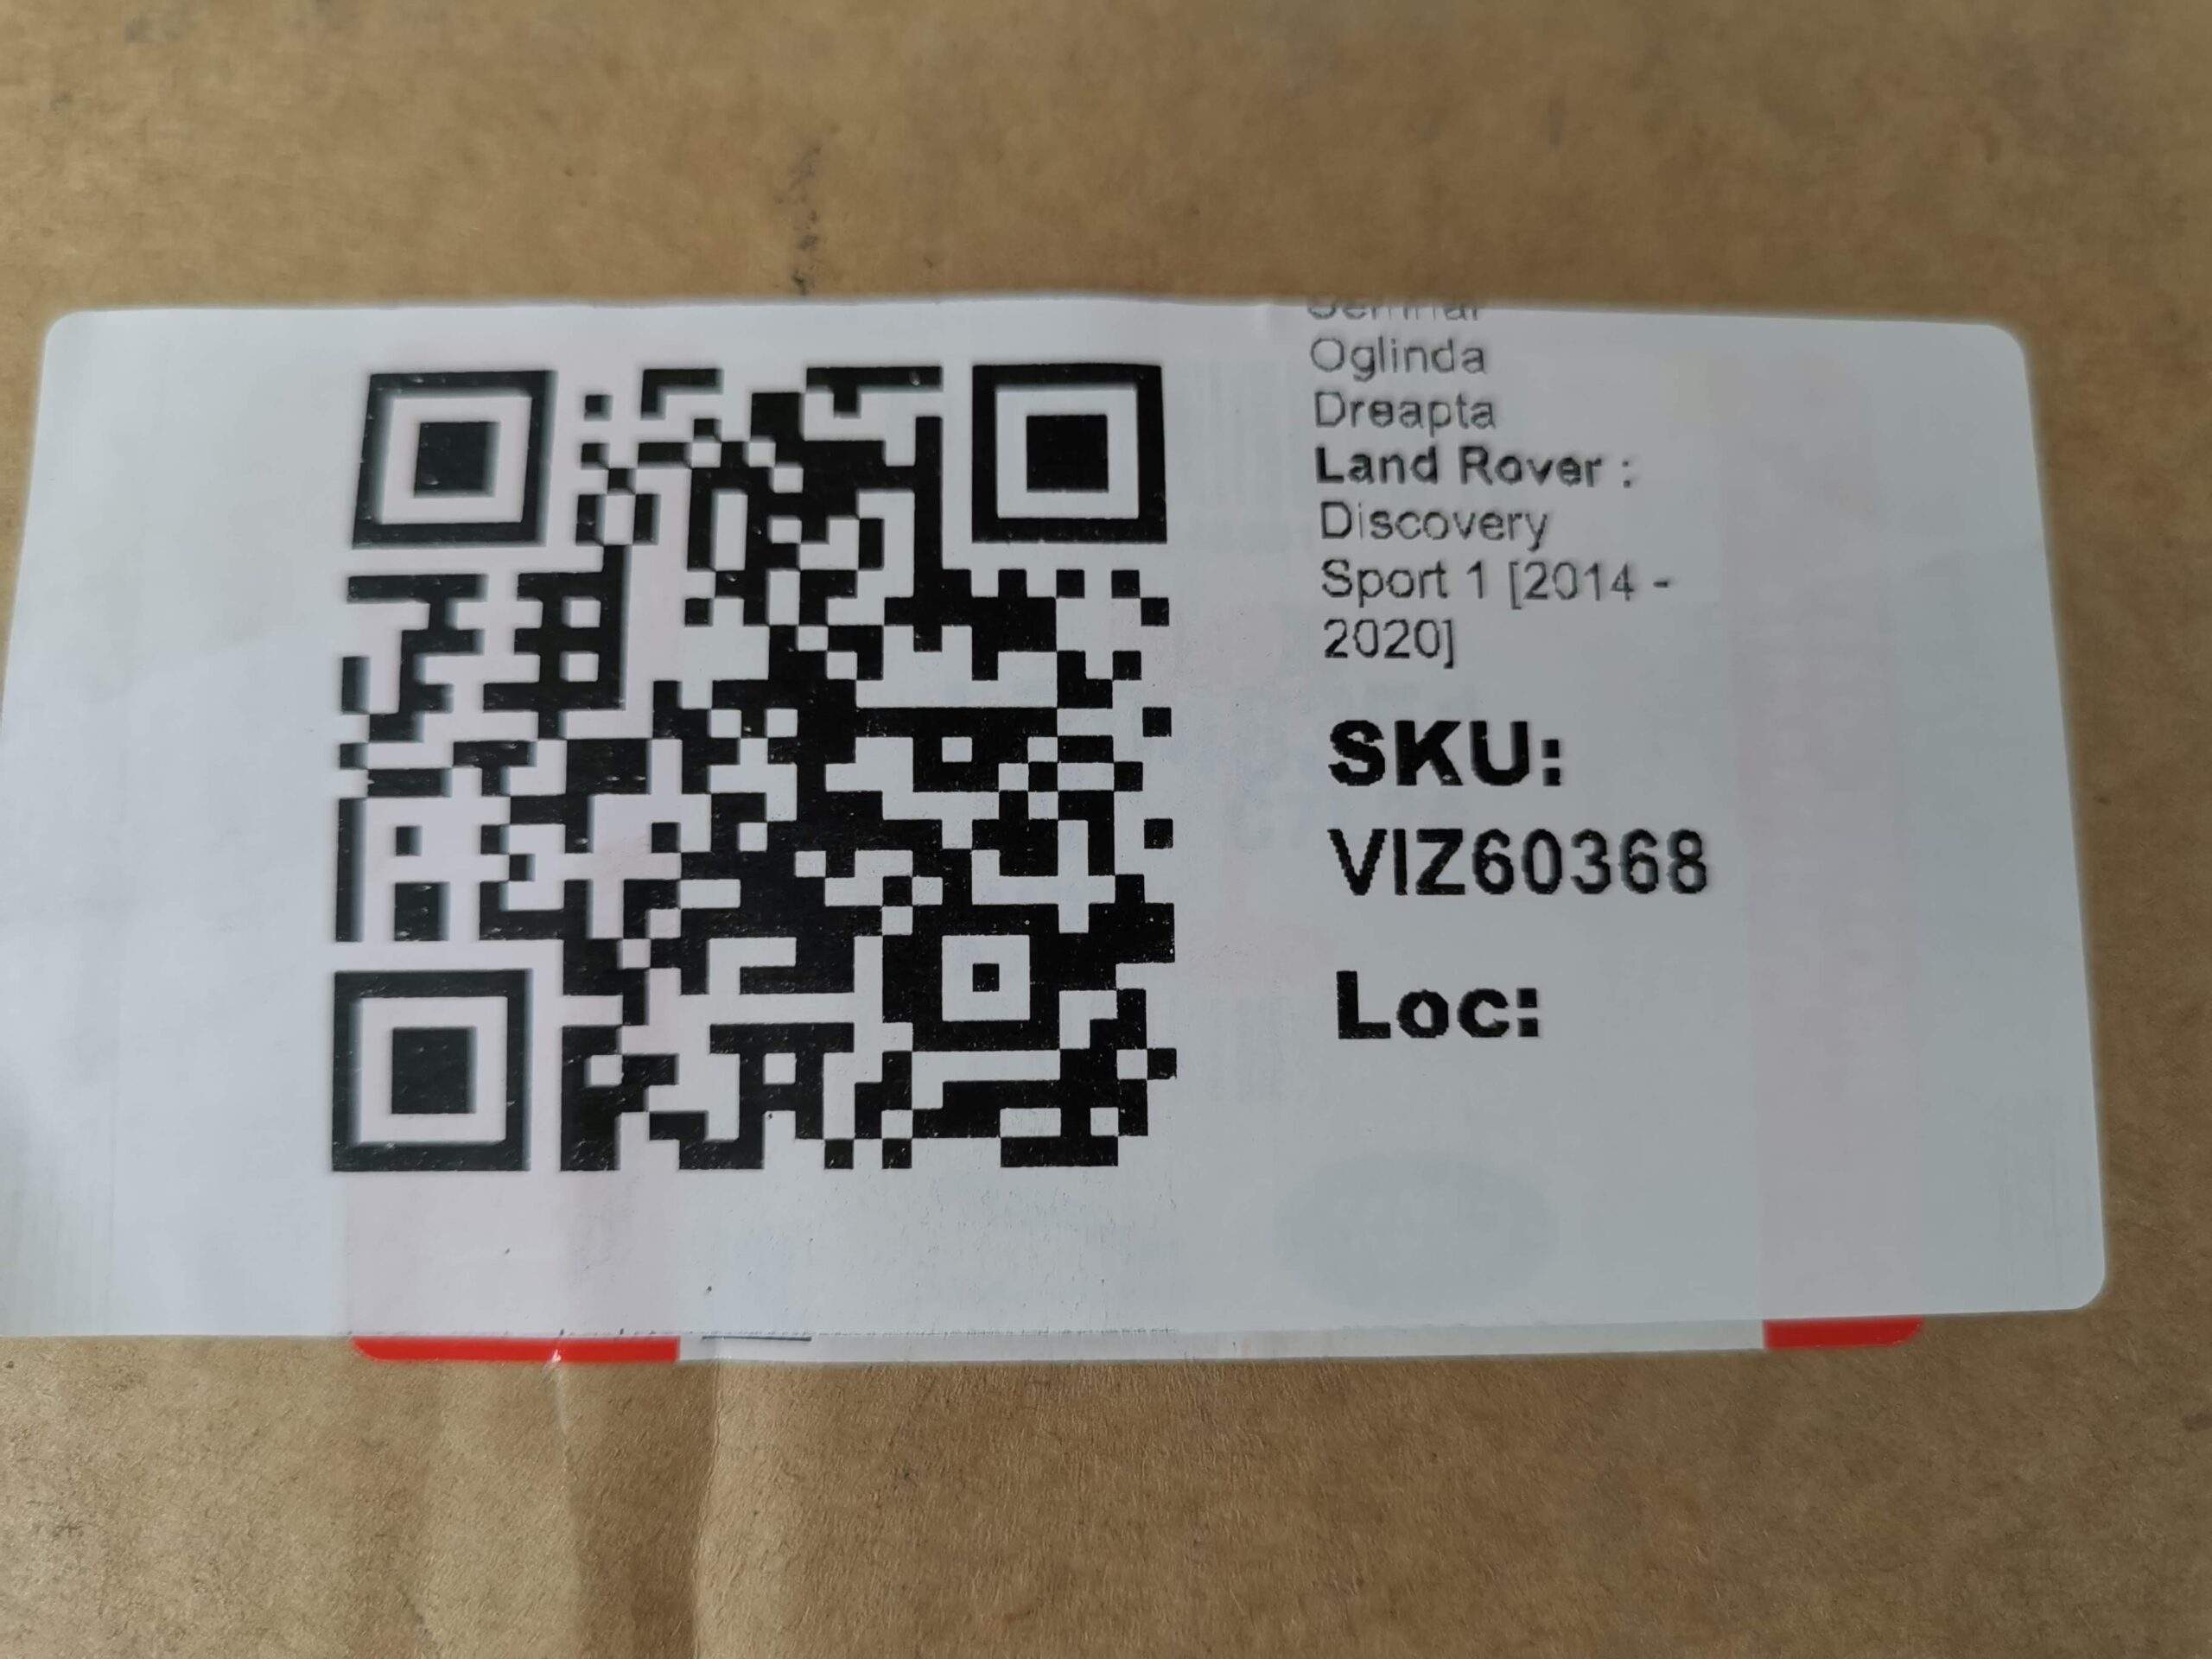 Oglinda
Dreapta
Land Rover :
Discovery
Sport 1 [2014 -
2020]
SKU:
VIZ60368
Loc: